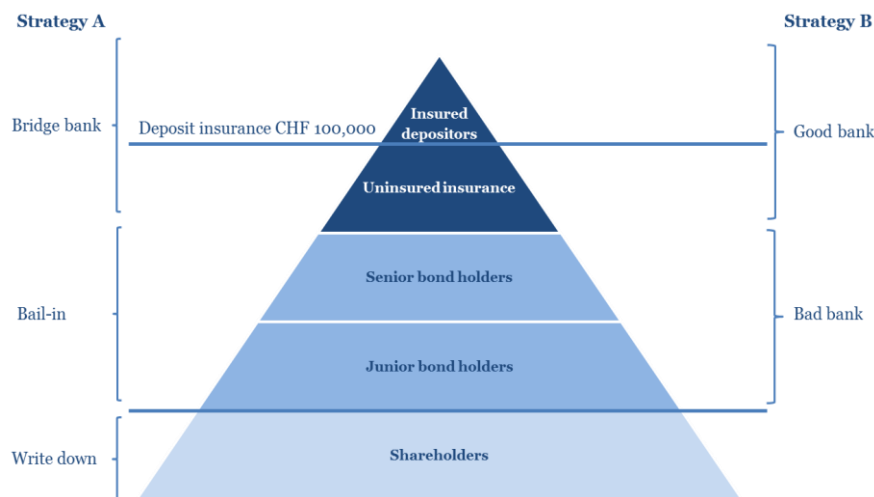 Strategy A
Strategy B
Insured
depositors
Bridge bank
Deposit insurance CHF 100,000
Good bank
Uninsured insurance
Senior bond holders
Bail-in
Bad bank
Junior bond holders
Write down
Shareholders